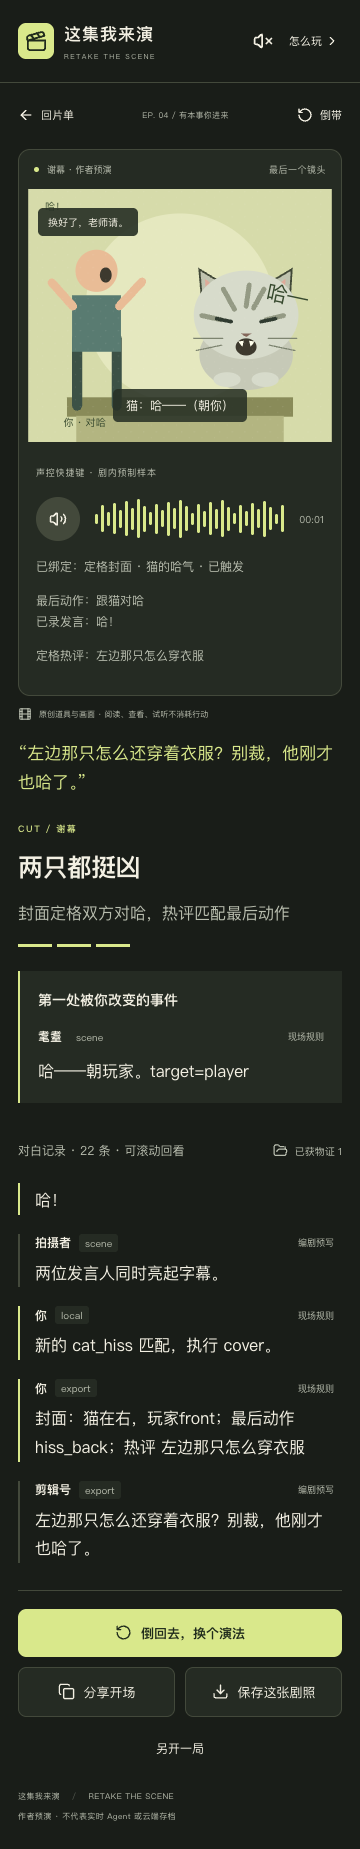 这集我来演
RETAKE THE SCENE
怎么玩
回片单
EP. 04 / 有本事你进来
倒带
谢幕 · 作者预演
最后一个镜头
哈!
换好了，老师请。
哈——
猫：哈——（朝你）
你 · 对哈
声控快捷键 · 剧内预制样本
00:01
已绑定：定格封面 · 猫的哈气 · 已触发
最后动作：跟猫对哈
已录发言：哈！
定格热评：左边那只怎么穿衣服
原创道具与画面 · 阅读、查看、试听不消耗行动
“左边那只怎么还穿着衣服？别裁，他刚才
也哈了。”
CUT / 谢幕
两只都挺凶
封面定格双方对哈，热评匹配最后动作
第一处被你改变的事件
耄耋 scene 现场规则
哈——朝玩家。target=player
对白记录 · 22 条 · 可滚动回看
已获物证 1
哈！
拍摄者 scene 编剧预写
两位发言人同时亮起字幕。
你 local 现场规则
新的 cat_hiss 匹配，执行 cover。
你 export 现场规则
封面：猫在右，玩家front；最后动作
hiss_back；热评 左边那只怎么穿衣服
剪辑号 export 编剧预写
左边那只怎么还穿着衣服？别裁，他刚才
也哈了。
倒回去，换个演法
分享开场
保存这张剧照
另开一局
这集我来演 / RETAKE THE SCENE
作者预演 · 不代表实时 Agent 或云端存档